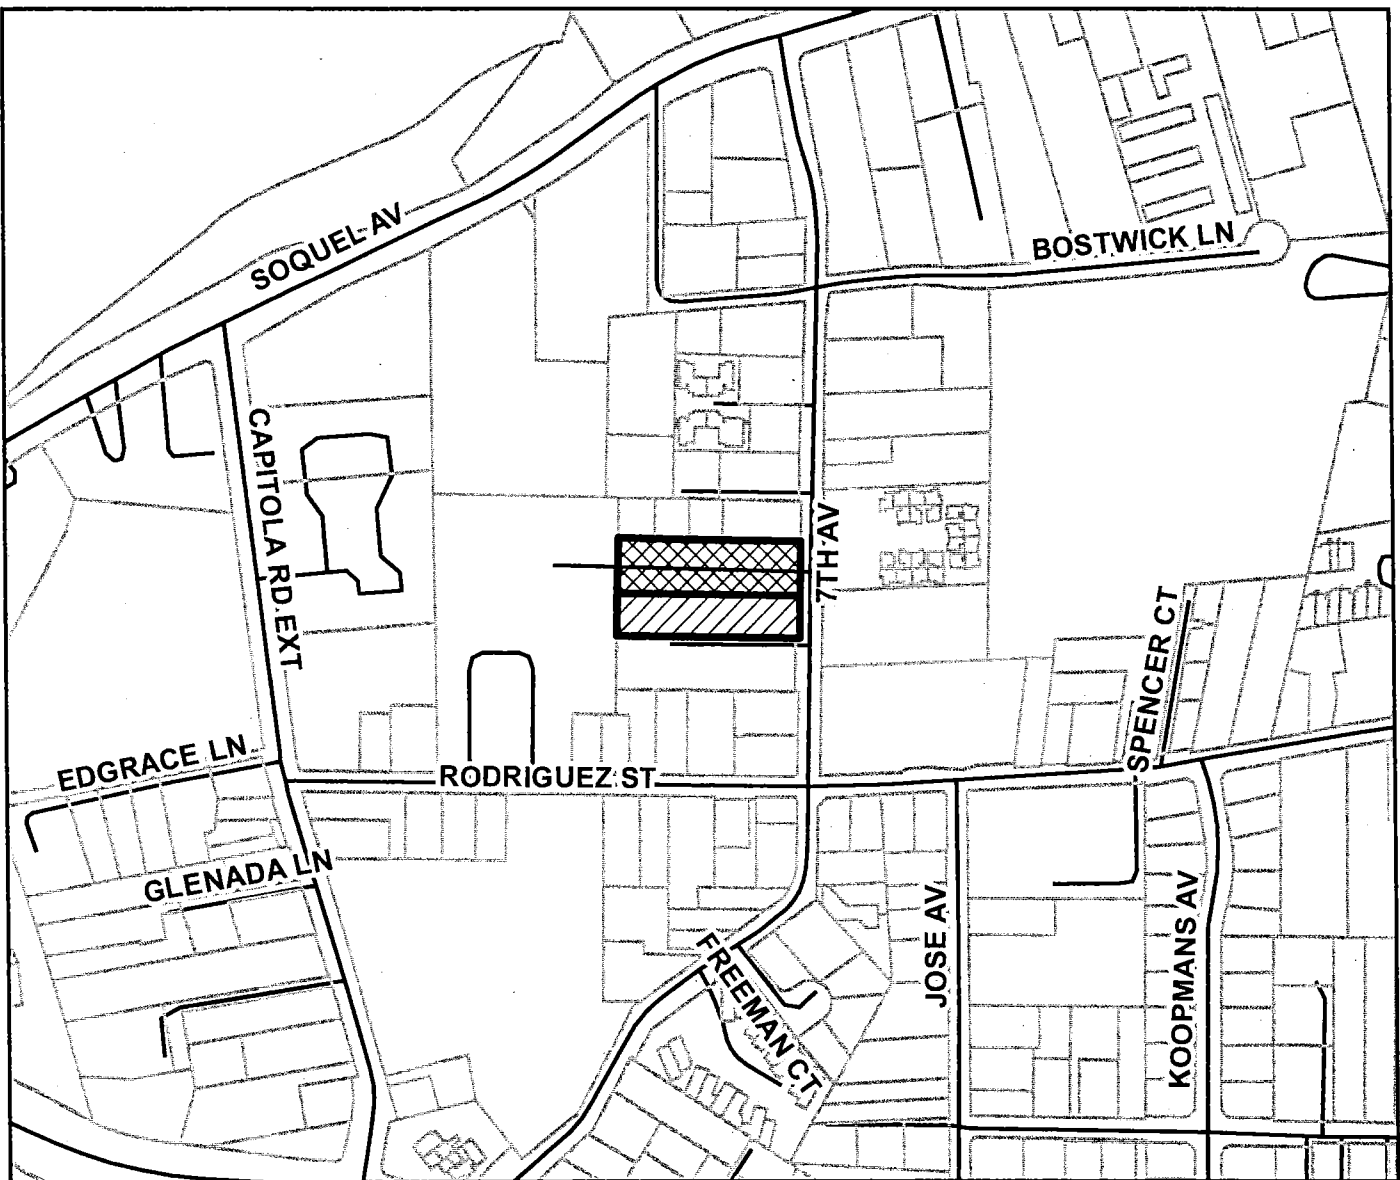 SOQUEL AV
BOSTWICK LN
CAPITOLA RD EXT
7TH AV
SPENCER CT
EDGRACE LN
RODRIGUEZ ST
GLENADA LN
JOSE AV
KOOPMANS AV
FREEMAN CT